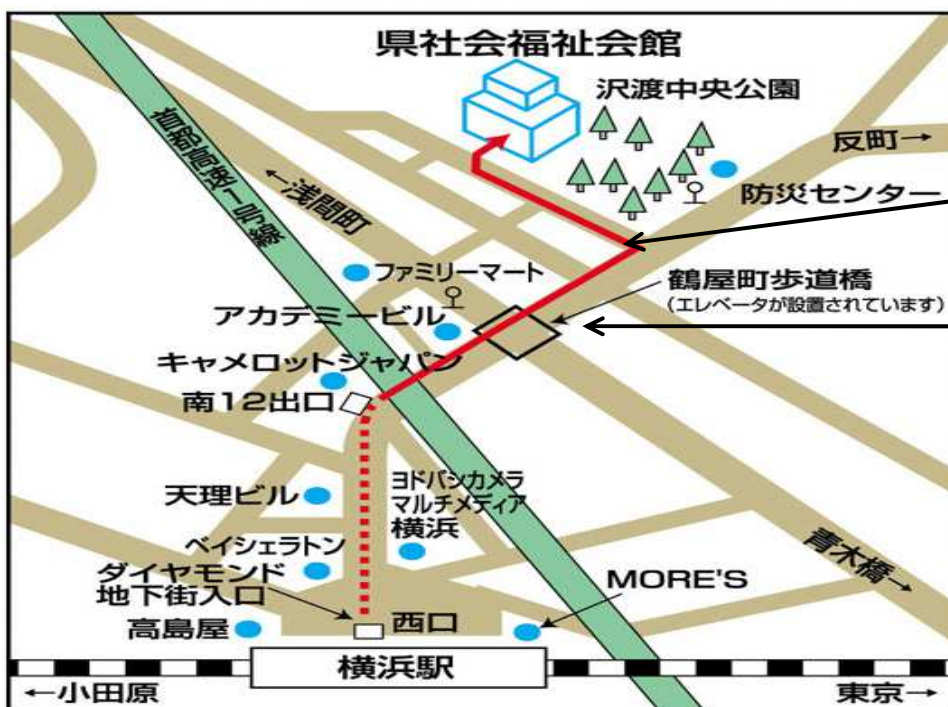 県社会福祉会館
沢渡中央公園
反町→
首都高速1号線
←浅間町
防災センター
ファミリーマート
鶴屋町歩道橋
(エレベータが設置されています)
アカデミービル
キャメロットジャパン
南12出口
天理ビル
ヨドバシカメラ
マルチメディア
横浜
ベイシェラトン
ダイヤモンド
地下街入口
青木橋→
MORE'S
高島屋
西口
横浜駅
←小田原
東京→